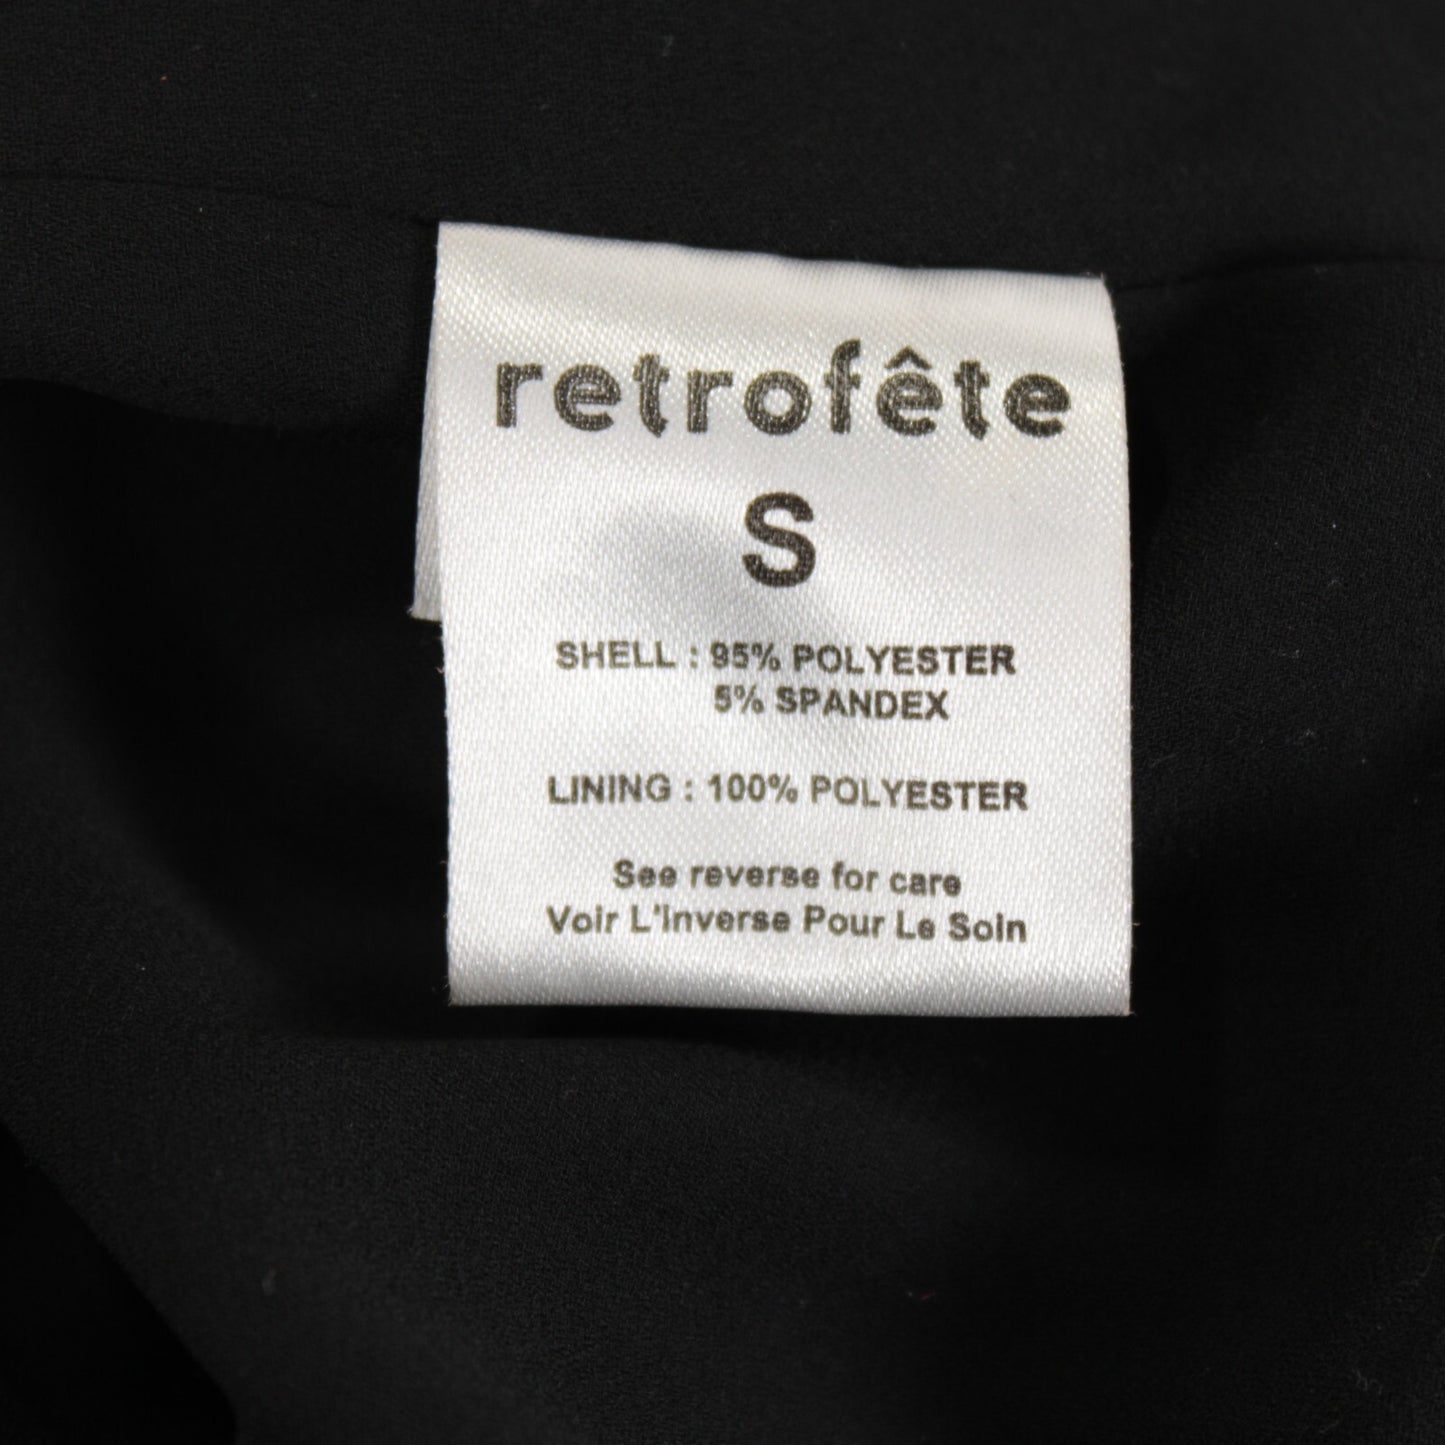 retrofête
S
SHELL : 95% POLYESTER
5% SPANDEX
LINING : 100% POLYESTER
See reverse for care
Voir L'inverse Pour Le Soin